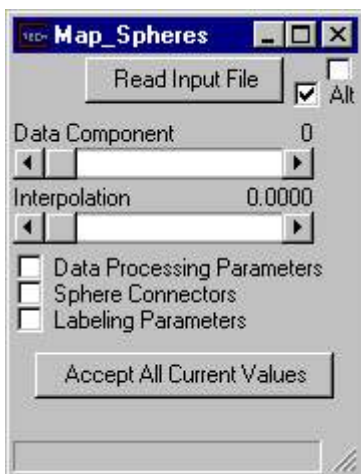 Map_Spheres
Read Input File
Alt
Data Component 0
Interpolation 0.0000
Data Processing Parameters
Sphere Connectors
Labeling Parameters
Accept All Current Values